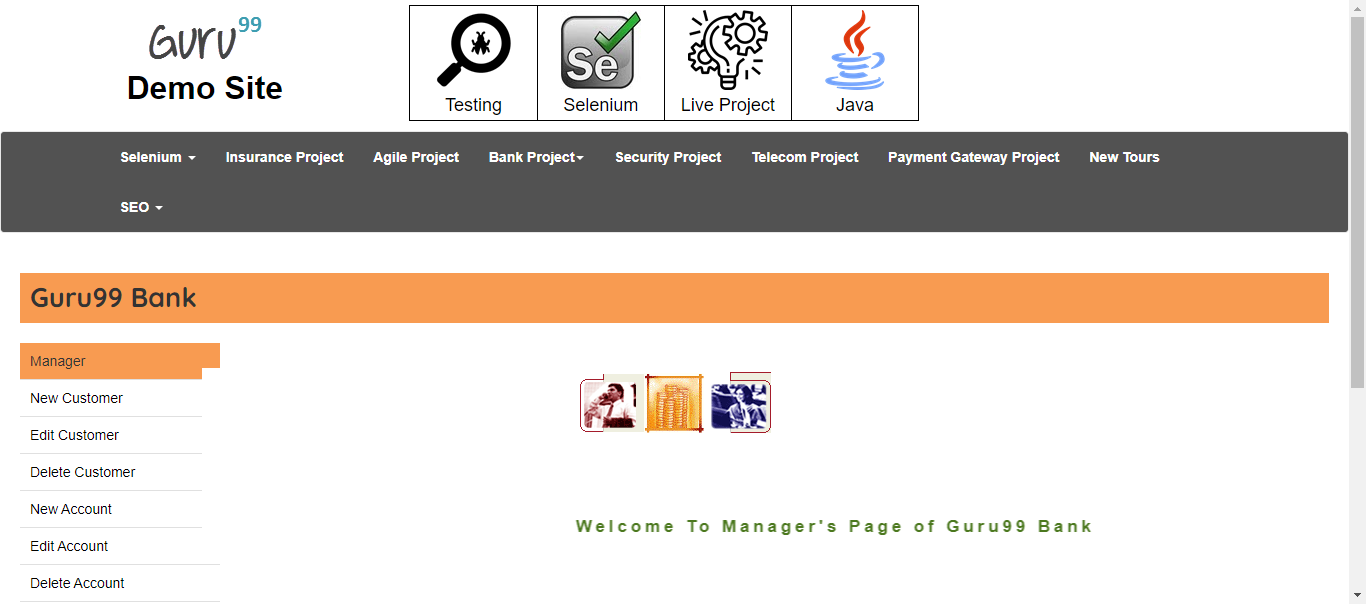 Guru99
Demo Site
Se
Testing Selenium Live Project Java
Selenium Insurance Project Agile Project Bank Project Security Project Telecom Project Payment Gateway Project New Tours
SEO
Guru99 Bank
Manager
New Customer
Edit Customer
Delete Customer
New Account
Welcome To Manager's Page of Guru99 Bank
Edit Account
Delete Account